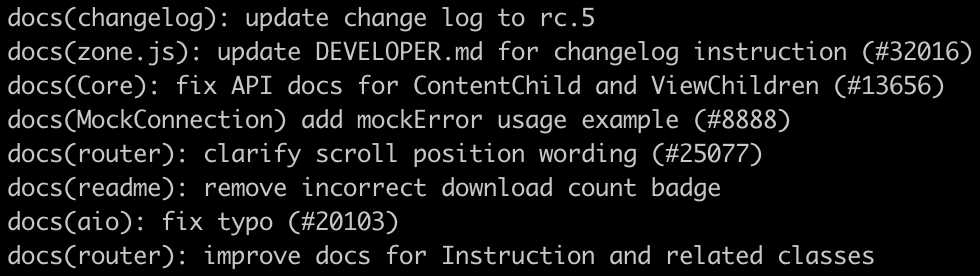 docs(changelog): update change log to rc.5
docs(zone.js): update DEVELOPER.md for changelog instruction (#32016)
docs(Core): fix API docs for ContentChild and ViewChildren (#13656)
docs(MockConnection) add mockError usage example (#8888)
docs(router): clarify scroll position wording (#25077)
docs(readme): remove incorrect download count badge
docs(aio): fix typo (#20103)
docs(router): improve docs for Instruction and related classes